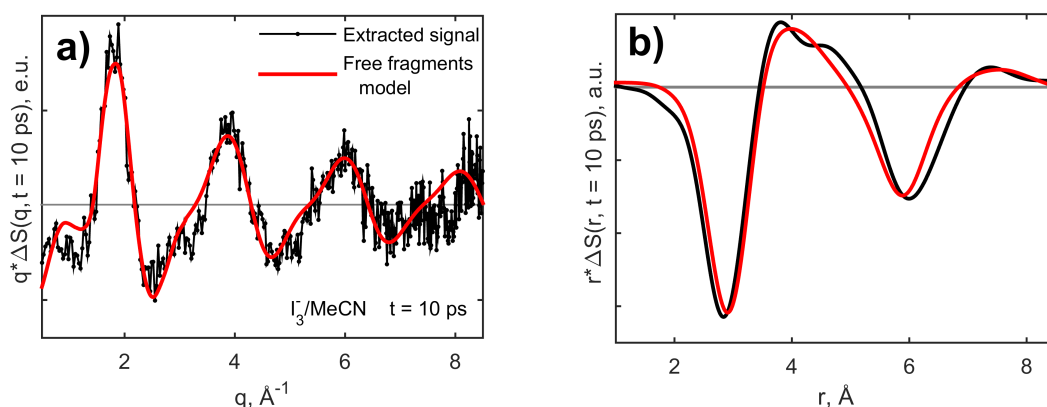 a)
Extracted signal
Free fragments
model
q*ΔS(q, t = 10 ps), e.u.
I₃⁻/MeCN t = 10 ps
2 4 6 8
q, Å⁻¹
b)
r*ΔS(r, t = 10 ps), a.u.
2 4 6 8
r, Å